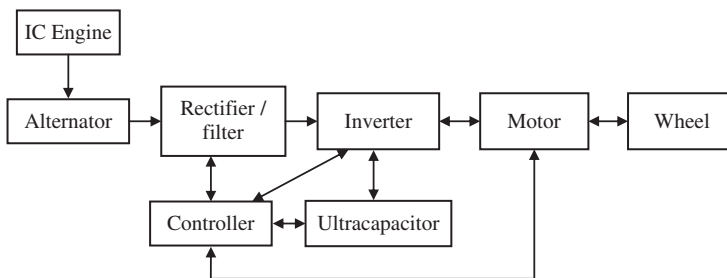 IC Engine
Alternator
Rectifier /
filter
Inverter
Motor
Wheel
Controller
Ultracapacitor